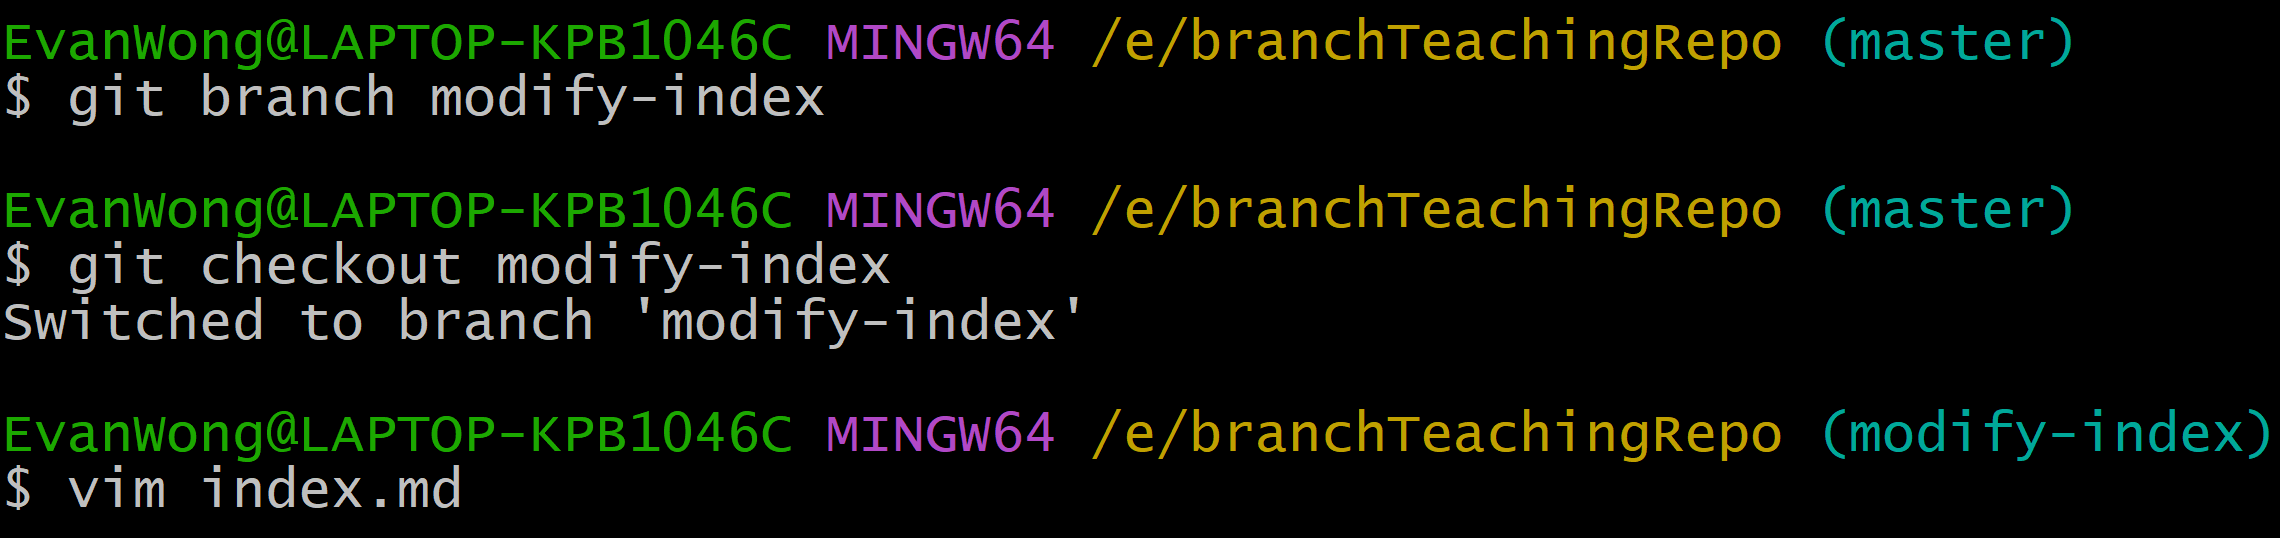 EvanWong@LAPTOP-KPB1046C MINGW64 /e/branchTeachingRepo (master)
$ git branch modify-index
EvanWong@LAPTOP-KPB1046C MINGW64 /e/branchTeachingRepo (master)
$ git checkout modify-index
Switched to branch 'modify-index'
EvanWong@LAPTOP-KPB1046C MINGW64 /e/branchTeachingRepo (modify-index)
$ vim index.md